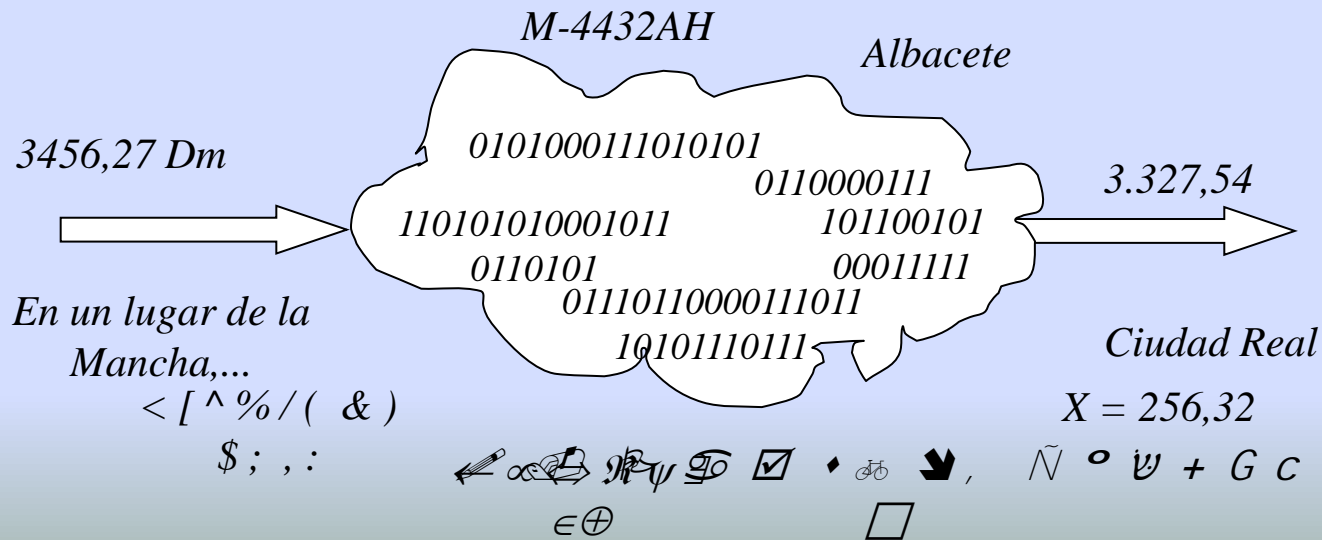 M-4432AH
Albacete
0101000111010101
3456,27 Dm
0110000111
3.327,54
110101010001011
101100101
0110101
00011111
01110110000111011
10101110111
En un lugar de la
Mancha,...
Ciudad Real
< [ ^ % / ( & )
X = 256,32
$ ; , :
ψ ☑ ♦ , Ñ º שׂ + G c
∈⊕ □